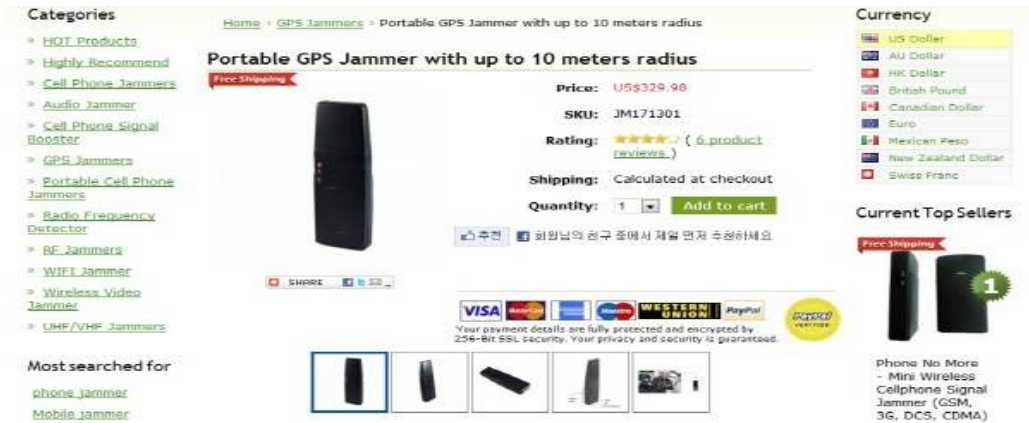 Categories
» HOT Products
» Highly Recommend
» Cell Phone Jammers
» Audio Jammer
» Cell Phone Signal
Booster
» GPS Jammers
» Portable Cell Phone
Jammers
» Radio Frequency
Detector
» RF Jammers
» WIFI Jammer
» Wireless Video
Jammer
» UHF/VHF Jammers
Most searched for
phone jammer
Mobile jammer
Home > GPS Jammers > Portable GPS Jammer with up to 10 meters radius
Portable GPS Jammer with up to 10 meters radius
Free Shipping
Price: US$329.98
SKU: JM171301
Rating: ( 6 product
reviews )
Shipping: Calculated at checkout
Quantity: 1 Add to cart
추천 회원님의 친구 중에서 제일 먼저 추천하세요
SHARE
VISA MasterCard Maestro WESTERN UNION PayPal
PayPal VERIFIED
Your payment details are fully protected and encrypted by
256-Bit SSL security. Your privacy and security is guaranteed.
Currency
US Dollar
AU Dollar
HK Dollar
British Pound
Canadian Dollar
Euro
Mexican Peso
New Zealand Dollar
Swiss Franc
Current Top Sellers
Free Shipping
1
Phone No More
- Mini Wireless
Cellphone Signal
Jammer (GSM,
3G, DCS, CDMA)